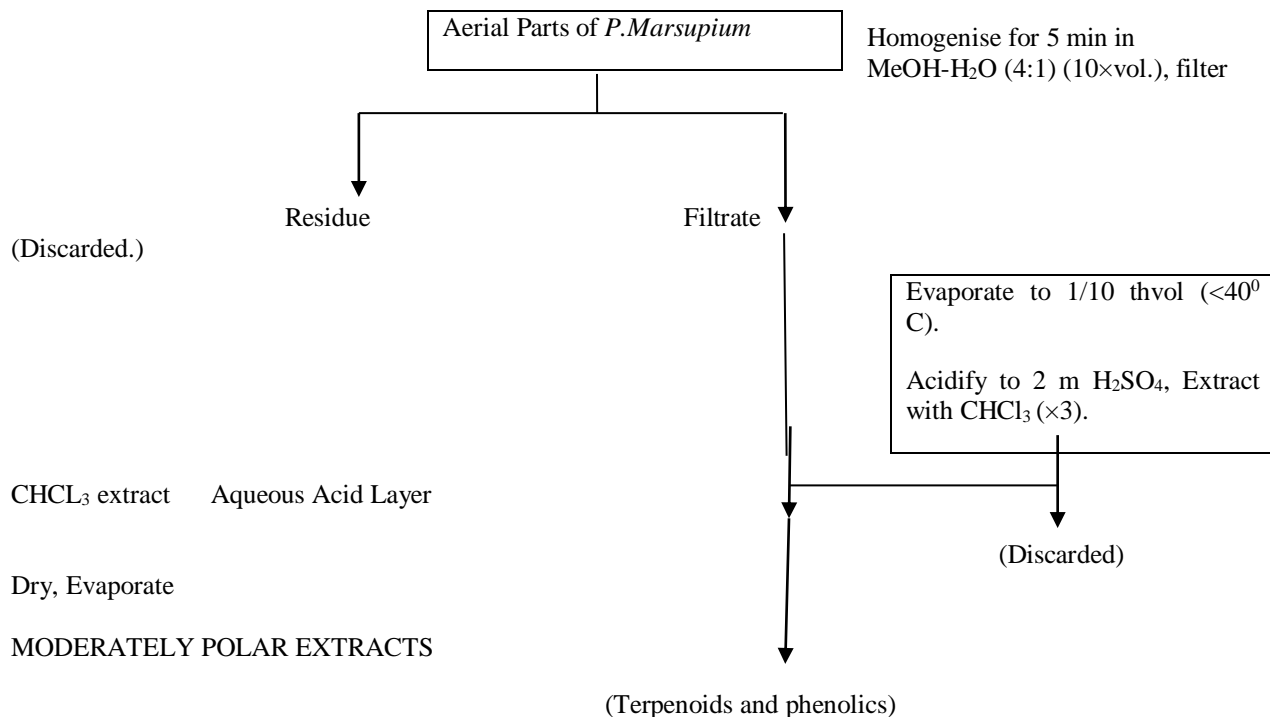 Aerial Parts of P.Marsupium
Homogenise for 5 min in
MeOH-H₂O (4:1) (10×vol.), filter
Residue Filtrate
(Discarded.)
Evaporate to 1/10 thvol (<40⁰
C).
Acidify to 2 m H₂SO₄, Extract
with CHCl₃ (×3).
CHCL₃ extract Aqueous Acid Layer
(Discarded)
Dry, Evaporate
MODERATELY POLAR EXTRACTS
(Terpenoids and phenolics)